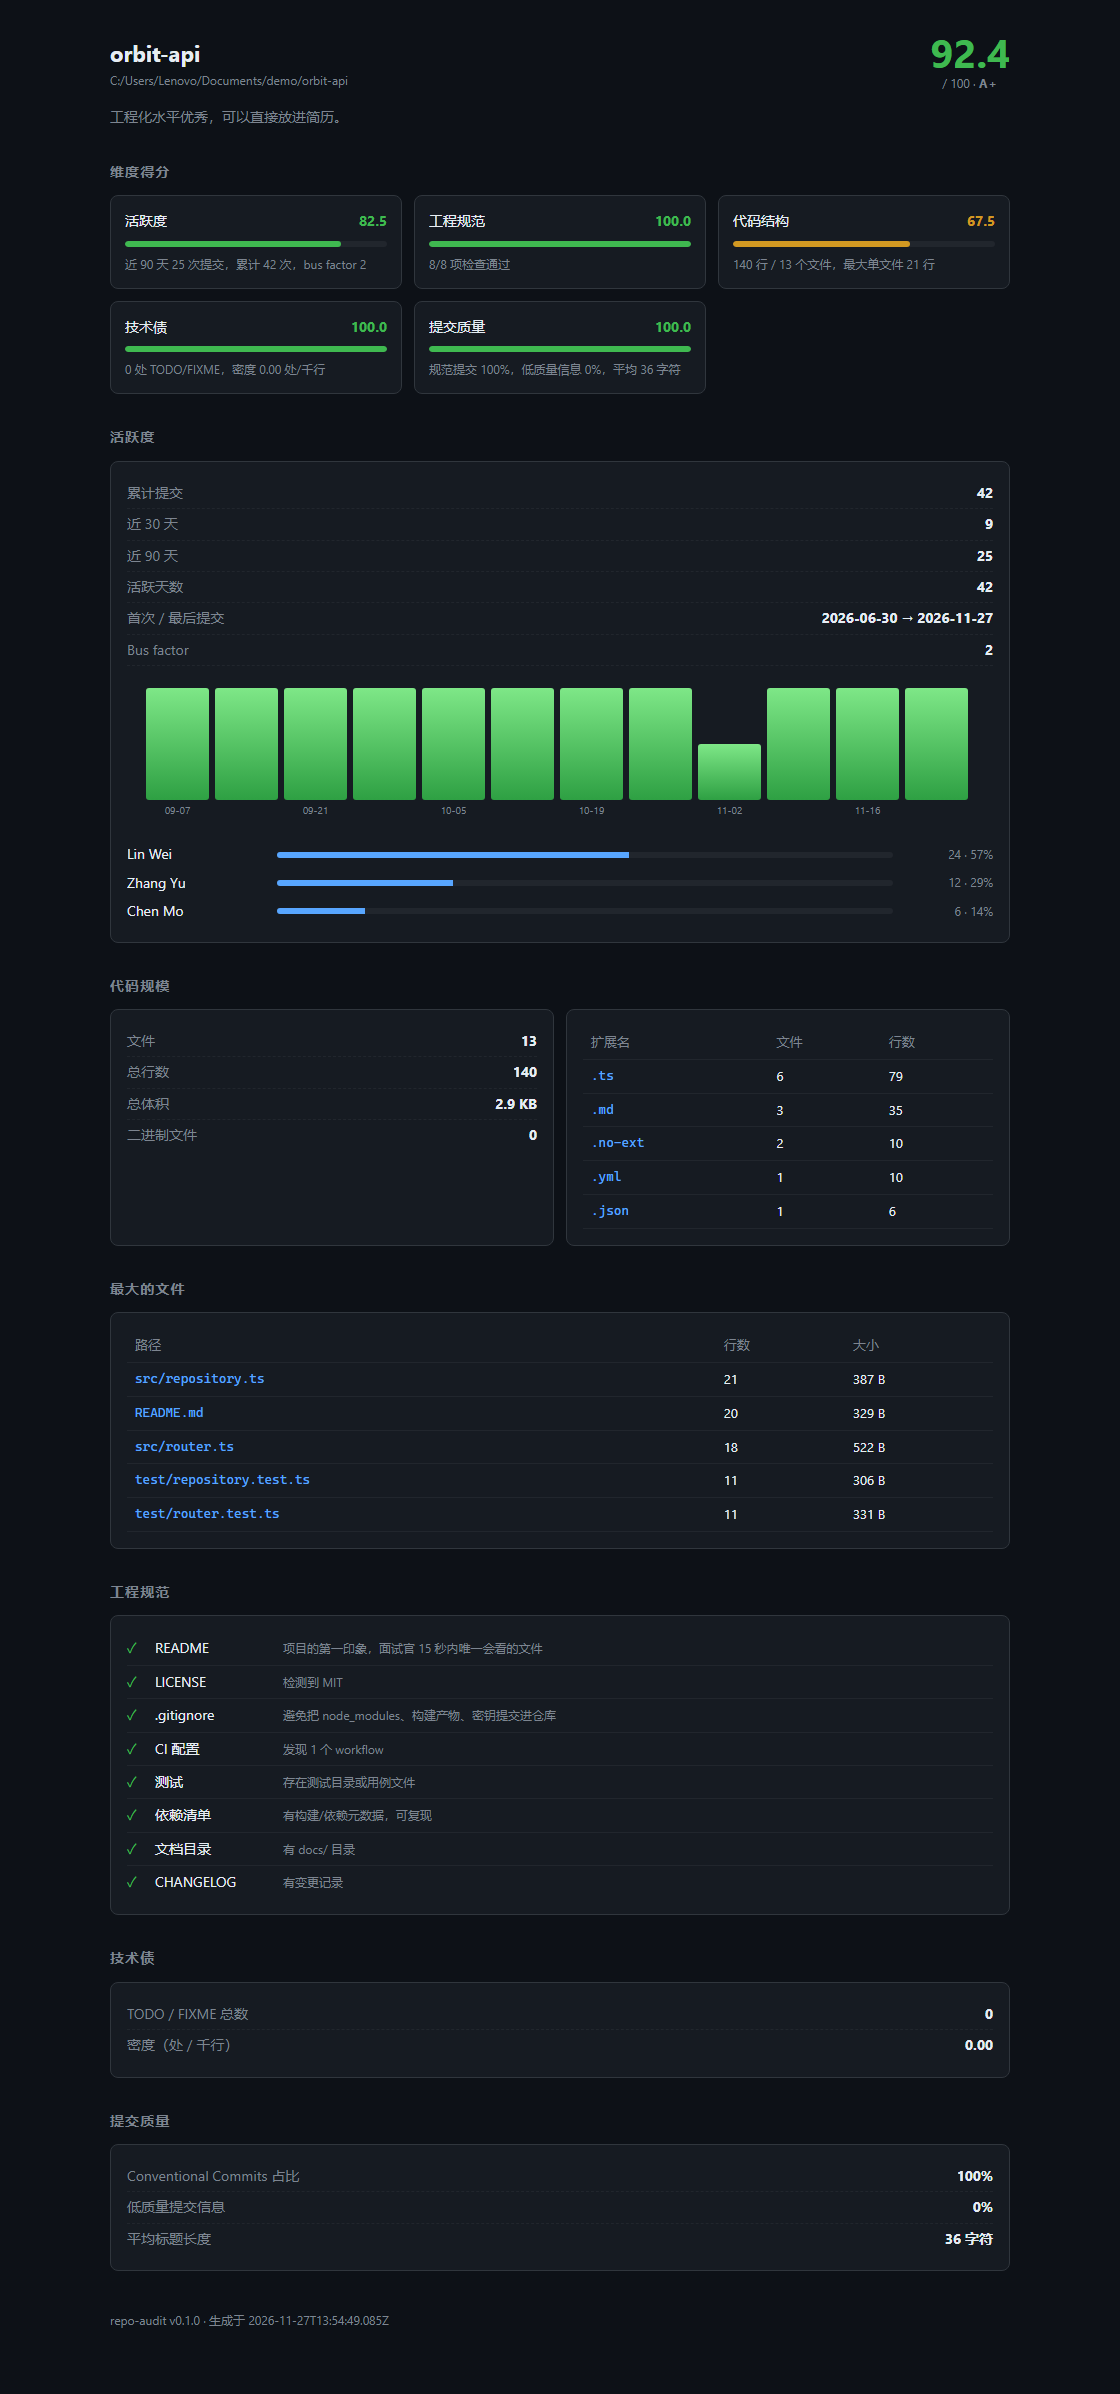 orbit-api
92.4
C:/Users/Lenovo/Documents/demo/orbit-api
/ 100 · A+
工程化水平优秀，可以直接放进简历。
维度得分
活跃度 82.5
近 90 天 25 次提交，累计 42 次，bus factor 2
工程规范 100.0
8/8 项检查通过
代码结构 67.5
140 行 / 13 个文件，最大单文件 21 行
技术债 100.0
0 处 TODO/FIXME，密度 0.00 处/千行
提交质量 100.0
规范提交 100%，低质量信息 0%，平均 36 字符
活跃度
累计提交 42
近 30 天 9
近 90 天 25
活跃天数 42
首次 / 最后提交 2026-06-30 → 2026-11-27
Bus factor 2
09-07 09-21 10-05 10-19 11-02 11-16
Lin Wei 24 · 57%
Zhang Yu 12 · 29%
Chen Mo 6 · 14%
代码规模
文件 13
总行数 140
总体积 2.9 KB
二进制文件 0
扩展名 文件 行数
.ts 6 79
.md 3 35
.no-ext 2 10
.yml 1 10
.json 1 6
最大的文件
路径 行数 大小
src/repository.ts 21 387 B
README.md 20 329 B
src/router.ts 18 522 B
test/repository.test.ts 11 306 B
test/router.test.ts 11 331 B
工程规范
✓ README 项目的第一印象，面试官 15 秒内唯一会看的文件
✓ LICENSE 检测到 MIT
✓ .gitignore 避免把 node_modules、构建产物、密钥提交进仓库
✓ CI 配置 发现 1 个 workflow
✓ 测试 存在测试目录或用例文件
✓ 依赖清单 有构建/依赖元数据，可复现
✓ 文档目录 有 docs/ 目录
✓ CHANGELOG 有变更记录
技术债
TODO / FIXME 总数 0
密度（处 / 千行） 0.00
提交质量
Conventional Commits 占比 100%
低质量提交信息 0%
平均标题长度 36 字符
repo-audit v0.1.0 · 生成于 2026-11-27T13:54:49.085Z